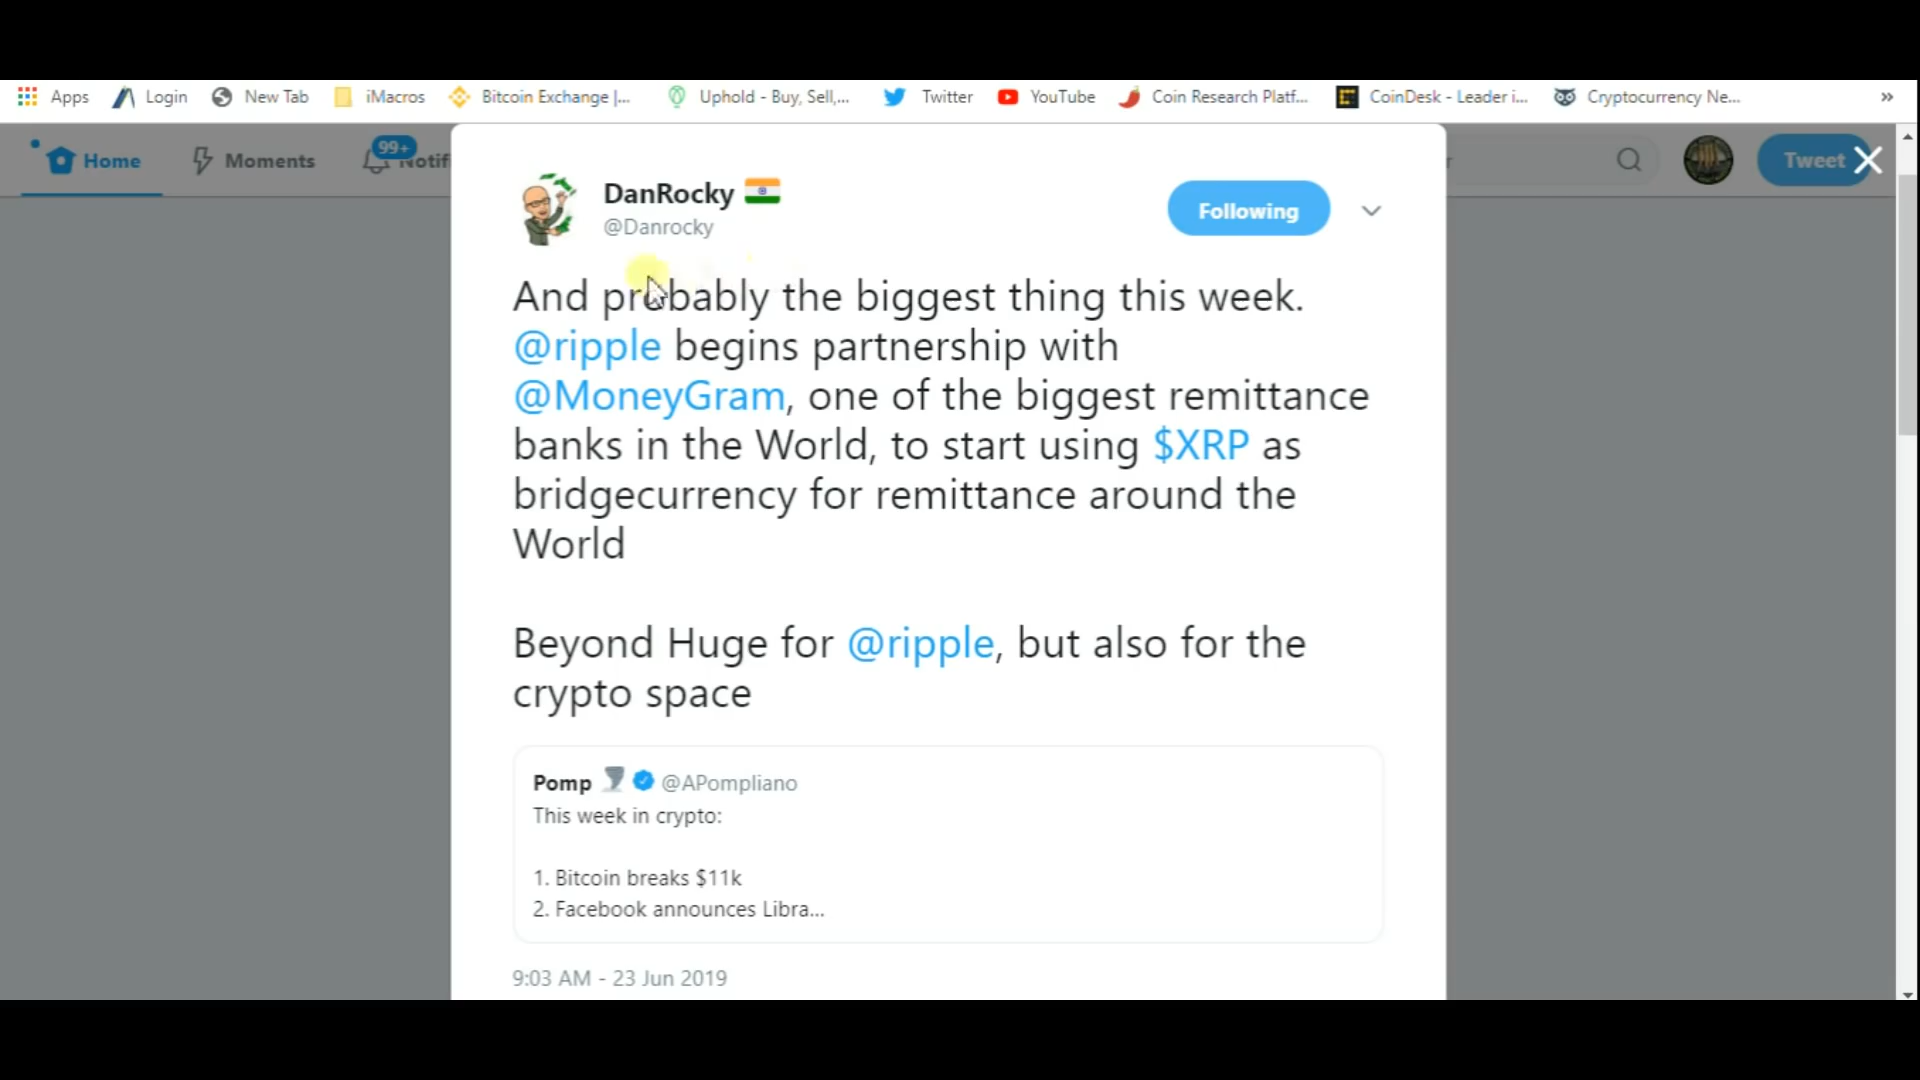 Apps Login New Tab iMacros Bitcoin Exchange |... Uphold - Buy, Sell,... Twitter YouTube Coin Research Platf... CoinDesk - Leader i... Cryptocurrency Ne... »
Home Moments 99+ Notif Tweet
DanRocky
@Danrocky
Following
And probably the biggest thing this week.
@ripple begins partnership with
@MoneyGram, one of the biggest remittance
banks in the World, to start using $XRP as
bridgecurrency for remittance around the
World
Beyond Huge for @ripple, but also for the
crypto space
Pomp @APompliano
This week in crypto:
1. Bitcoin breaks $11k
2. Facebook announces Libra...
9:03 AM - 23 Jun 2019